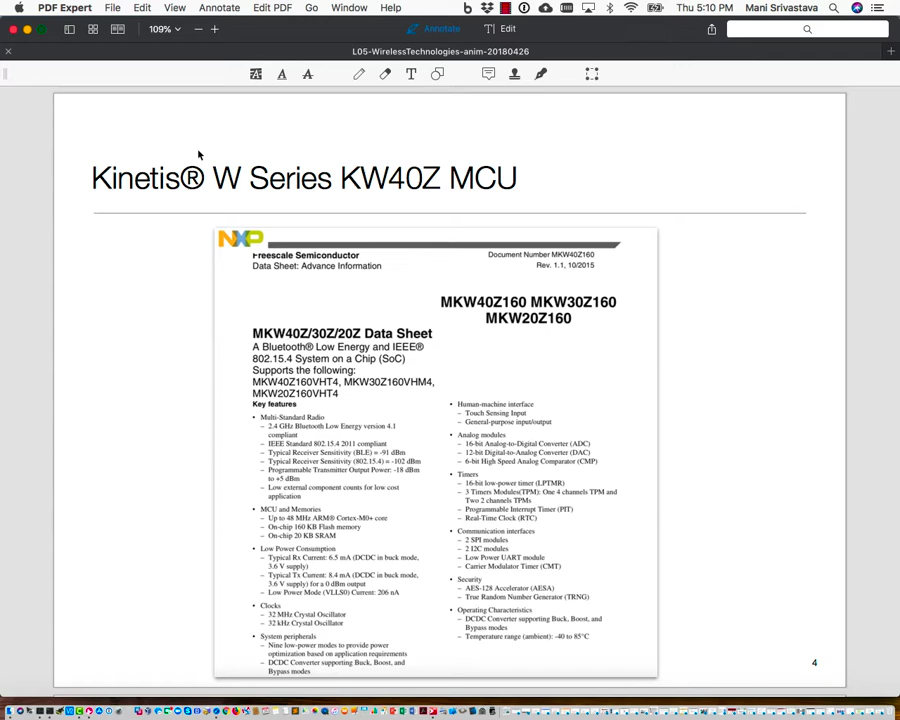 PDF Expert File Edit View Annotate Edit PDF Go Window Help Thu 5:10 PM Mani Srivastava
109% Annotate T Edit
L05-WirelessTechnologies-anim-20180426
Kinetis® W Series KW40Z MCU
NXP
Freescale Semiconductor
Data Sheet: Advance Information
Document Number MKW40Z160
Rev. 1.1, 10/2015
MKW40Z160 MKW30Z160
MKW20Z160
MKW40Z/30Z/20Z Data Sheet
A Bluetooth® Low Energy and IEEE®
802.15.4 System on a Chip (SoC)
Supports the following:
MKW40Z160VHT4, MKW30Z160VHM4,
MKW20Z160VHT4
Key features
• Multi-Standard Radio
– 2.4 GHz Bluetooth Low Energy version 4.1
compliant
– IEEE Standard 802.15.4 2011 compliant
– Typical Receiver Sensitivity (BLE) = -91 dBm
– Typical Receiver Sensitivity (802.15.4) = -102 dBm
– Programmable Transmitter Output Power: -18 dBm
to +5 dBm
– Low external component counts for low cost
application
• MCU and Memories
– Up to 48 MHz ARM® Cortex-M0+ core
– On-chip 160 KB Flash memory
– On-chip 20 KB SRAM
• Low Power Consumption
– Typical Rx Current: 6.5 mA (DCDC in buck mode,
3.6 V supply)
– Typical Tx Current: 8.4 mA (DCDC in buck mode,
3.6 V supply) for a 0 dBm output
– Low Power Mode (VLLS0) Current: 206 nA
• Clocks
– 32 MHz Crystal Oscillator
– 32 kHz Crystal Oscillator
• System peripherals
– Nine low-power modes to provide power
optimization based on application requirements
– DCDC Converter supporting Buck, Boost, and
Bypass modes
• Human-machine interface
– Touch Sensing Input
– General-purpose input/output
• Analog modules
– 16-bit Analog-to-Digital Converter (ADC)
– 12-bit Digital-to-Analog Converter (DAC)
– 6-bit High Speed Analog Comparator (CMP)
• Timers
– 16-bit low-power timer (LPTMR)
– 3 Timers Modules(TPM): One 4 channels TPM and
Two 2 channels TPMs
– Programmable Interrupt Timer (PIT)
– Real-Time Clock (RTC)
• Communication interfaces
– 2 SPI modules
– 2 I2C modules
– Low Power UART module
– Carrier Modulator Timer (CMT)
• Security
– AES-128 Accelerator (AESA)
– True Random Number Generator (TRNG)
• Operating Characteristics
– DCDC Converter supporting Buck, Boost, and
Bypass modes
– Temperature range (ambient): -40 to 85°C
4